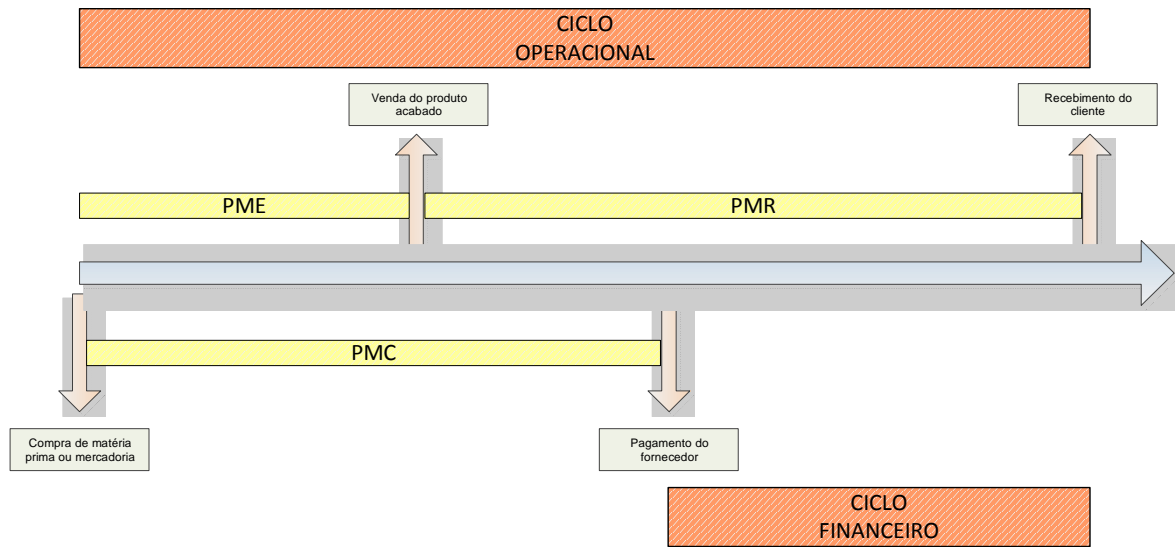 CICLO
OPERACIONAL
Venda do produto
acabado
Recebimento do
cliente
PME
PMR
PMC
Compra de matéria
prima ou mercadoria
Pagamento do
fornecedor
CICLO
FINANCEIRO